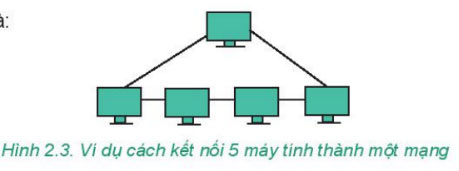 à:
Hình 2.3. Ví dụ cách kết nối 5 máy tính thành một mạng